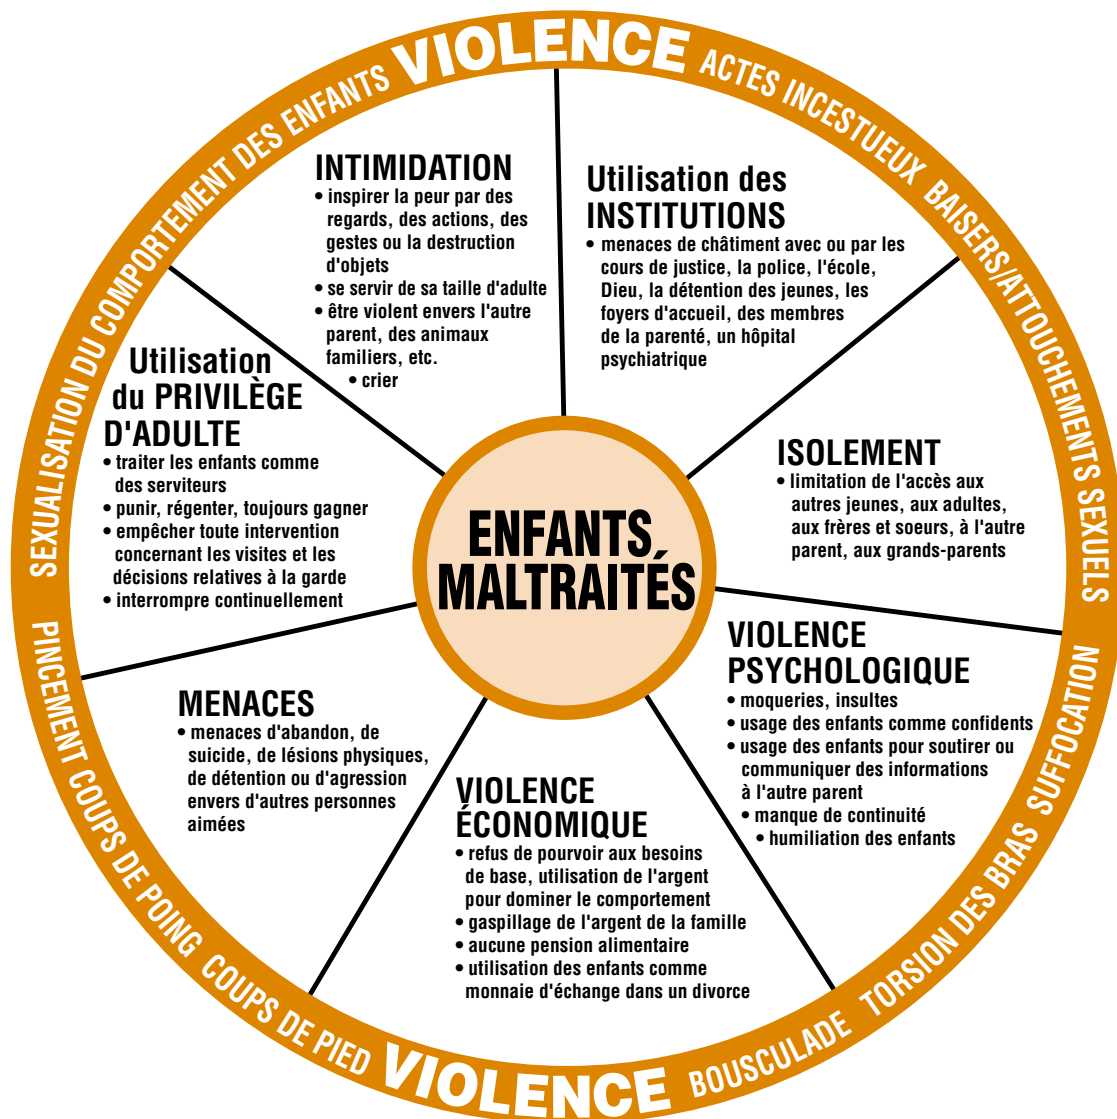 VIOLENCE
ACTES INCESTUEUX
BAISERS/ATTOUCHEMENTS SEXUELS
SUFFOCATION
TORSION DES BRAS
BOUSCULADE
VIOLENCE
COUPS DE PIED
COUPS DE POING
PINCEMENT
SEXUALISATION DU COMPORTEMENT DES ENFANTS
INTIMIDATION
• inspirer la peur par des
regards, des actions, des
gestes ou la destruction
d'objets
• se servir de sa taille d'adulte
• être violent envers l'autre
parent, des animaux
familiers, etc.
• crier
Utilisation des
INSTITUTIONS
• menaces de châtiment avec ou par les
cours de justice, la police, l'école,
Dieu, la détention des jeunes, les
foyers d'accueil, des membres
de la parenté, un hôpital
psychiatrique
ISOLEMENT
• limitation de l'accès aux
autres jeunes, aux adultes,
aux frères et soeurs, à l'autre
parent, aux grands-parents
VIOLENCE
PSYCHOLOGIQUE
• moqueries, insultes
• usage des enfants comme confidents
• usage des enfants pour soutirer ou
communiquer des informations
à l'autre parent
• manque de continuité
• humiliation des enfants
VIOLENCE
ÉCONOMIQUE
• refus de pourvoir aux besoins
de base, utilisation de l'argent
pour dominer le comportement
• gaspillage de l'argent de la famille
• aucune pension alimentaire
• utilisation des enfants comme
monnaie d'échange dans un divorce
MENACES
• menaces d'abandon, de
suicide, de lésions physiques,
de détention ou d'agression
envers d'autres personnes
aimées
Utilisation
du PRIVILÈGE
D'ADULTE
• traiter les enfants comme
des serviteurs
• punir, régenter, toujours gagner
• empêcher toute intervention
concernant les visites et les
décisions relatives à la garde
• interrompre continuellement
ENFANTS
MALTRAITÉS